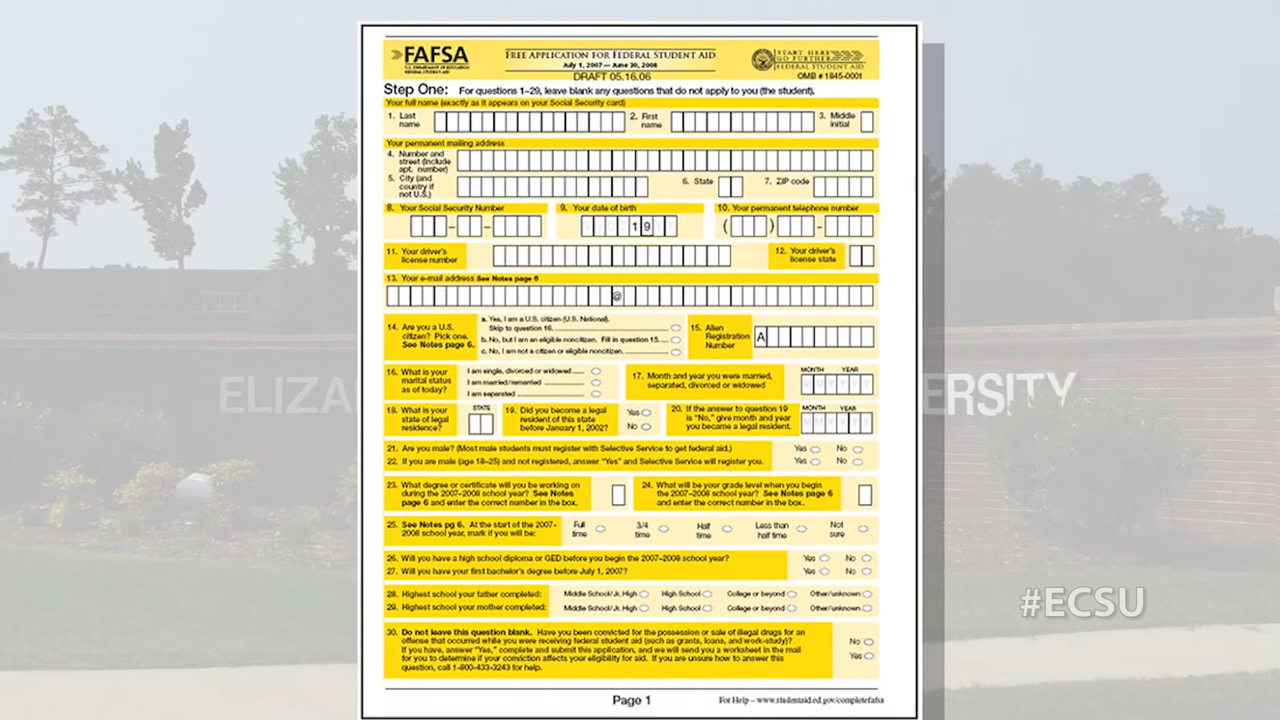 FAFSA
U.S. DEPARTMENT OF EDUCATION
FEDERAL STUDENT AID
FREE APPLICATION FOR FEDERAL STUDENT AID
July 1, 2007 — June 30, 2008
DRAFT 05.16.06
START HERE
GO FURTHER
FEDERAL STUDENT AID
OMB # 1845-0001
Step One: For questions 1–29, leave blank any questions that do not apply to you (the student).
Your full name (exactly as it appears on your Social Security card)
1. Last name
2. First name
3. Middle initial
Your permanent mailing address
4. Number and street (include apt. number)
5. City (and country if not U.S.)
6. State
7. ZIP code
8. Your Social Security Number
9. Your date of birth
10. Your permanent telephone number
– –
19
( ) –
11. Your driver's license number
12. Your driver's license state
13. Your e-mail address See Notes page 6
@
14. Are you a U.S. citizen? Pick one. See Notes page 6.
a. Yes, I am a U.S. citizen (U.S. National). Skip to question 16.
b. No, but I am an eligible noncitizen. Fill in question 15.
c. No, I am not a citizen or eligible noncitizen.
15. Alien Registration Number
A
16. What is your marital status as of today?
I am single, divorced or widowed
I am married/remarried
I am separated
17. Month and year you were married, separated, divorced or widowed
MONTH YEAR
18. What is your state of legal residence?
STATE
19. Did you become a legal resident of this state before January 1, 2002?
Yes
No
20. If the answer to question 19 is “No,” give month and year you became a legal resident.
MONTH YEAR
21. Are you male? (Most male students must register with Selective Service to get federal aid.) Yes No
22. If you are male (age 18–25) and not registered, answer “Yes” and Selective Service will register you. Yes No
23. What degree or certificate will you be working on during the 2007–2008 school year? See Notes page 6 and enter the correct number in the box.
24. What will be your grade level when you begin the 2007–2008 school year? See Notes page 6 and enter the correct number in the box.
25. See Notes pg 6. At the start of the 2007-2008 school year, mark if you will be:
Full time
3/4 time
Half time
Less than half time
Not sure
26. Will you have a high school diploma or GED before you begin the 2007–2008 school year? Yes No
27. Will you have your first bachelor's degree before July 1, 2007? Yes No
28. Highest school your father completed: Middle School/Jr. High High School College or beyond Other/unknown
29. Highest school your mother completed: Middle School/Jr. High High School College or beyond Other/unknown
30. Do not leave this question blank. Have you been convicted for the possession or sale of illegal drugs for an
offense that occurred while you were receiving federal student aid (such as grants, loans, and work-study)?
If you have, answer “Yes,” complete and submit this application, and we will send you a worksheet in the mail
for you to determine if your conviction affects your eligibility for aid. If you are unsure how to answer this
question, call 1-800-433-3243 for help.
No
Yes
Page 1
For Help – www.studentaid.ed.gov/completefafsa
ELIZA
ERSITY
#ECSU